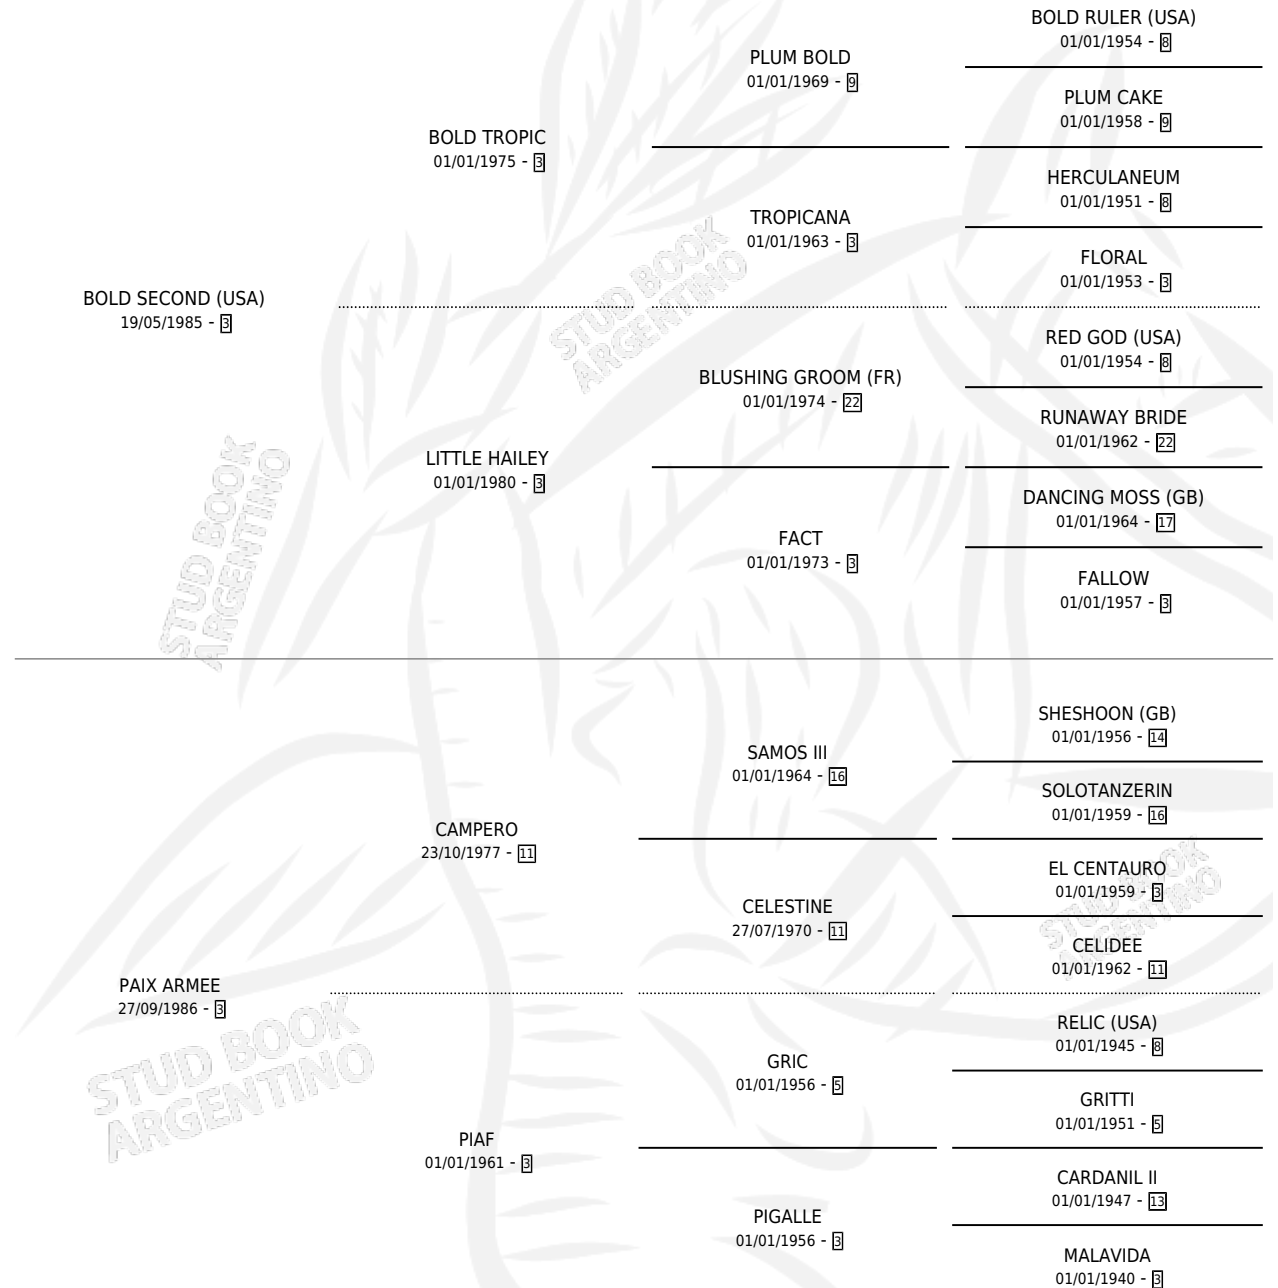 BOLD RULER (USA)
01/01/1954 - 8
PLUM BOLD
01/01/1969 - 9
PLUM CAKE
01/01/1958 - 9
BOLD TROPIC
01/01/1975 - 3
HERCULANEUM
01/01/1951 - 8
TROPICANA
01/01/1963 - 3
FLORAL
01/01/1953 - 3
BOLD SECOND (USA)
19/05/1985 - 3
RED GOD (USA)
01/01/1954 - 8
BLUSHING GROOM (FR)
01/01/1974 - 22
RUNAWAY BRIDE
01/01/1962 - 22
LITTLE HAILEY
01/01/1980 - 3
DANCING MOSS (GB)
01/01/1964 - 17
FACT
01/01/1973 - 3
FALLOW
01/01/1957 - 3
SHESHOON (GB)
01/01/1956 - 14
SAMOS III
01/01/1964 - 16
SOLOTANZERIN
01/01/1959 - 16
CAMPERO
23/10/1977 - 11
EL CENTAURO
01/01/1959 - 3
CELESTINE
27/07/1970 - 11
CELIDEE
01/01/1962 - 11
PAIX ARMEE
27/09/1986 - 3
RELIC (USA)
01/01/1945 - 8
GRIC
01/01/1956 - 5
GRITTI
01/01/1951 - 5
PIAF
01/01/1961 - 3
CARDANIL II
01/01/1947 - 13
PIGALLE
01/01/1956 - 3
MALAVIDA
01/01/1940 - 3
STUD BOOK
ARGENTINO
STUD BOOK
ARGENTINO
STUD BOOK
ARGENTINO
STUD BOOK
ARGENTINO